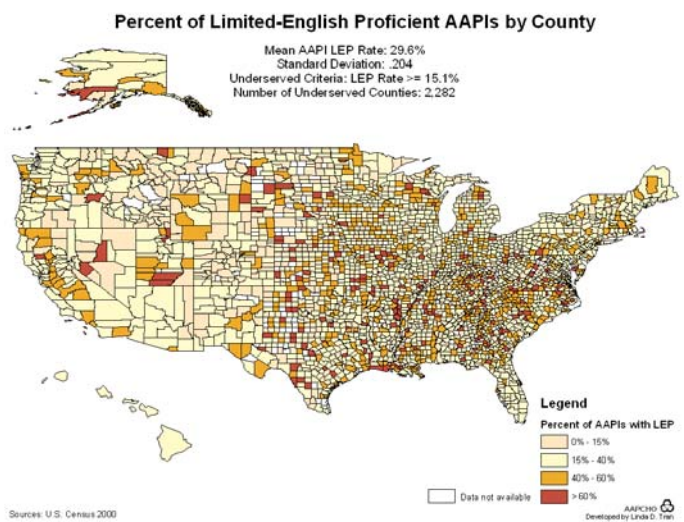 Percent of Limited-English Proficient AAPIs by County
Mean AAPI LEP Rate: 29.6%
Standard Deviation: .204
Underserved Criteria: LEP Rate >= 15.1%
Number of Underserved Counties: 2,282
Legend
Percent of AAPIs with LEP
0% - 15%
15% - 40%
40% - 60%
>60%
Data not available
AAPCHO
Developed by Linda D. Tran
Sources: U.S. Census 2000